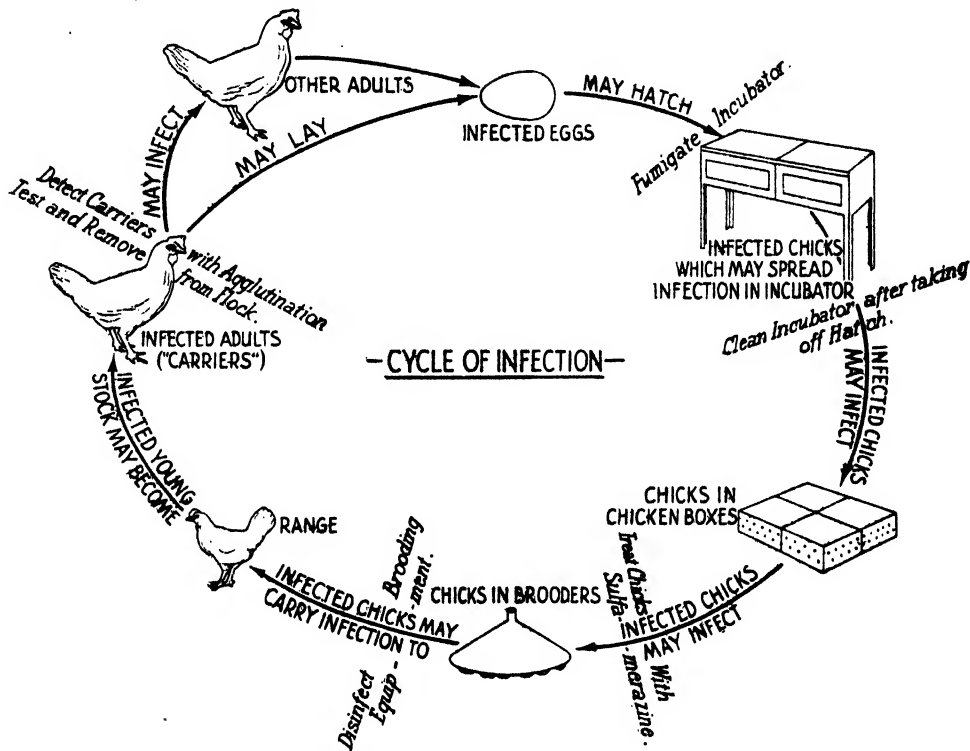 OTHER ADULTS
INFECTED EGGS
MAY HATCH
Fumigate Incubator.
MAY INFECT
MAY LAY
Detect Carriers with Agglutination
Test and Remove from Flock.
INFECTED ADULTS
("CARRIERS")
INFECTED CHICKS
WHICH MAY SPREAD
INFECTION IN INCUBATOR
Clean Incubator after taking
off Hatch.
- CYCLE OF INFECTION -
INFECTED CHICKS
MAY INFECT
CHICKS IN
CHICKEN BOXES
INFECTED CHICKS
MAY INFECT
Treat Chicks With
Sulfa-merazine.
CHICKS IN BROODERS
INFECTED CHICKS MAY
CARRY INFECTION TO
Disinfect Brooding
Equip-ment.
RANGE
INFECTED YOUNG
STOCK MAY BECOME